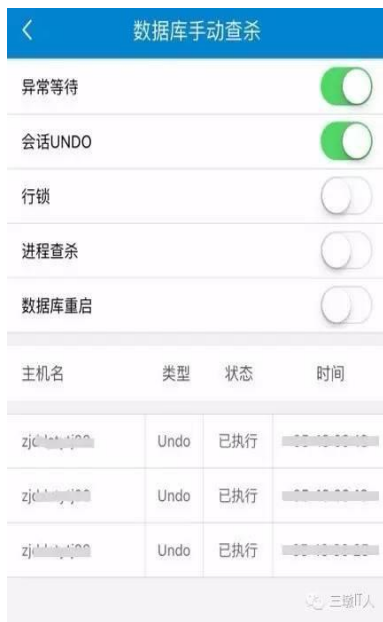 数据库手动查杀
异常等待
会话UNDO
行锁
进程查杀
数据库重启
主机名 类型 状态 时间
Undo 已执行
Undo 已执行
Undo 已执行
三墩IT人